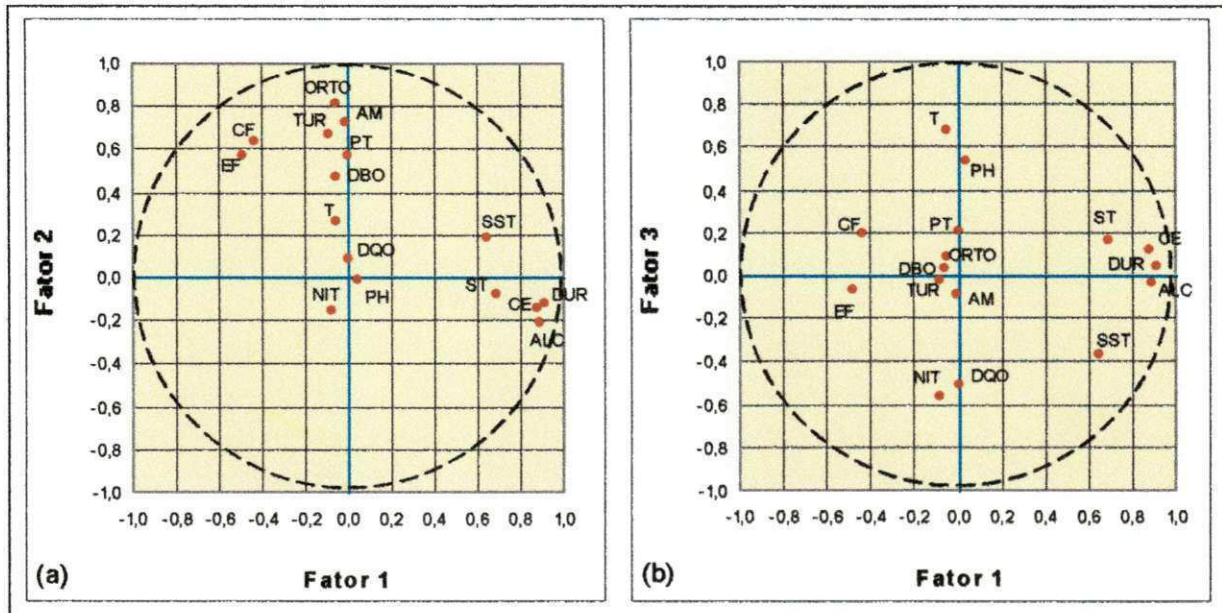 1,0
0,8
0,6
0,4
0,2
0,0
-0,2
-0,4
-0,6
-0,8
-1,0
Fator 2
ORTO
AM
TUR
CF
PT
EF
DBO
T
SST
DQO
ST
NIT
PH
CE
DUR
ALC
-1,0 -0,8 -0,6 -0,4 -0,2 0,0 0,2 0,4 0,6 0,8 1,0
(a)
Fator 1
1,0
0,8
0,6
0,4
0,2
0,0
-0,2
-0,4
-0,6
-0,8
-1,0
Fator 3
T
PH
CF
PT
ST
CE
ORTO
DBO
DUR
TUR
AM
ALC
EF
SST
NIT
DQO
-1,0 -0,8 -0,6 -0,4 -0,2 0,0 0,2 0,4 0,6 0,8 1,0
(b)
Fator 1